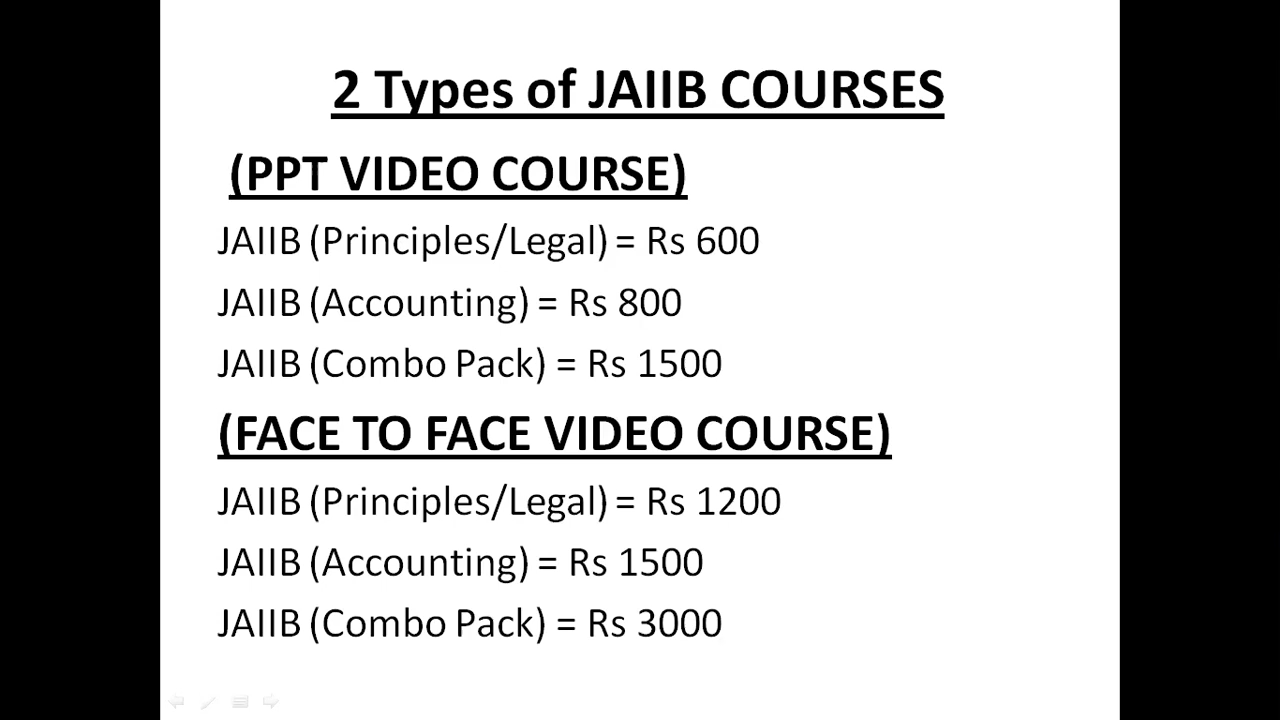 2 Types of JAIIB COURSES
(PPT VIDEO COURSE)
JAIIB (Principles/Legal) = Rs 600
JAIIB (Accounting) = Rs 800
JAIIB (Combo Pack) = Rs 1500
(FACE TO FACE VIDEO COURSE)
JAIIB (Principles/Legal) = Rs 1200
JAIIB (Accounting) = Rs 1500
JAIIB (Combo Pack) = Rs 3000